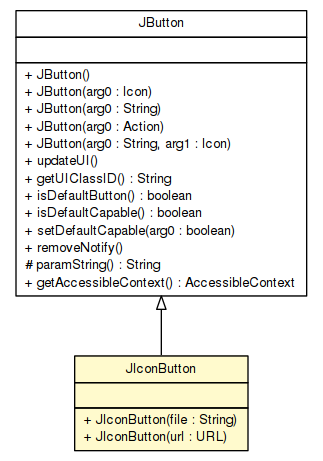 JButton
+ JButton()
+ JButton(arg0 : Icon)
+ JButton(arg0 : String)
+ JButton(arg0 : Action)
+ JButton(arg0 : String, arg1 : Icon)
+ updateUI()
+ getUIClassID() : String
+ isDefaultButton() : boolean
+ isDefaultCapable() : boolean
+ setDefaultCapable(arg0 : boolean)
+ removeNotify()
# paramString() : String
+ getAccessibleContext() : AccessibleContext
JIconButton
+ JIconButton(file : String)
+ JIconButton(url : URL)